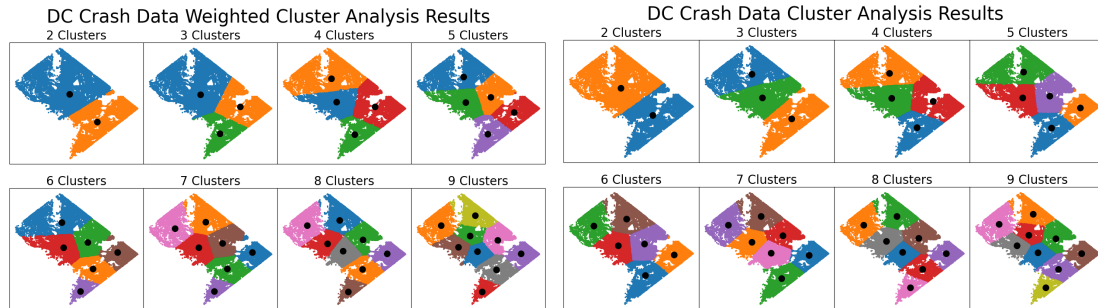 DC Crash Data Weighted Cluster Analysis Results
2 Clusters
3 Clusters
4 Clusters
5 Clusters
6 Clusters
7 Clusters
8 Clusters
9 Clusters
DC Crash Data Cluster Analysis Results
2 Clusters
3 Clusters
4 Clusters
5 Clusters
6 Clusters
7 Clusters
8 Clusters
9 Clusters